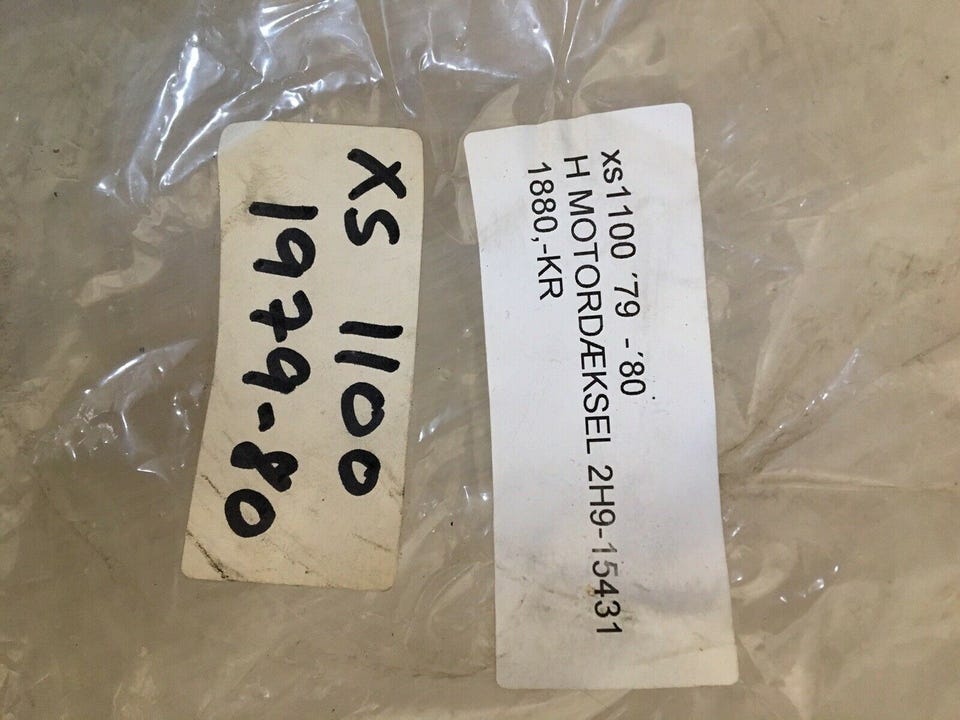 XS 1100
1979-80
xs1100 ´79 -´80
H MOTORDÆKSEL 2H9-15431
1880,-KR